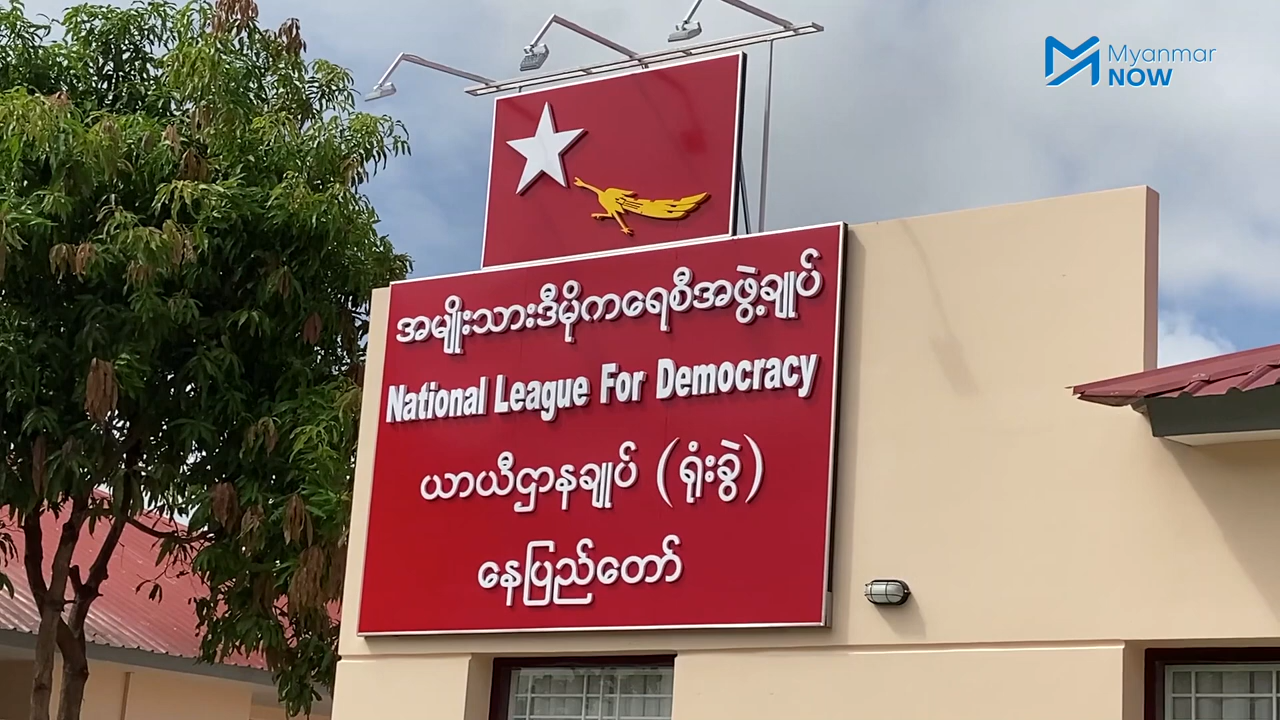 Myanmar
NOW
အမျိုးသားဒီမိုကရေစီအဖွဲ့ချုပ်
National League For Democracy
ယာယီဌာနချုပ် (ရုံးခွဲ)
နေပြည်တော်